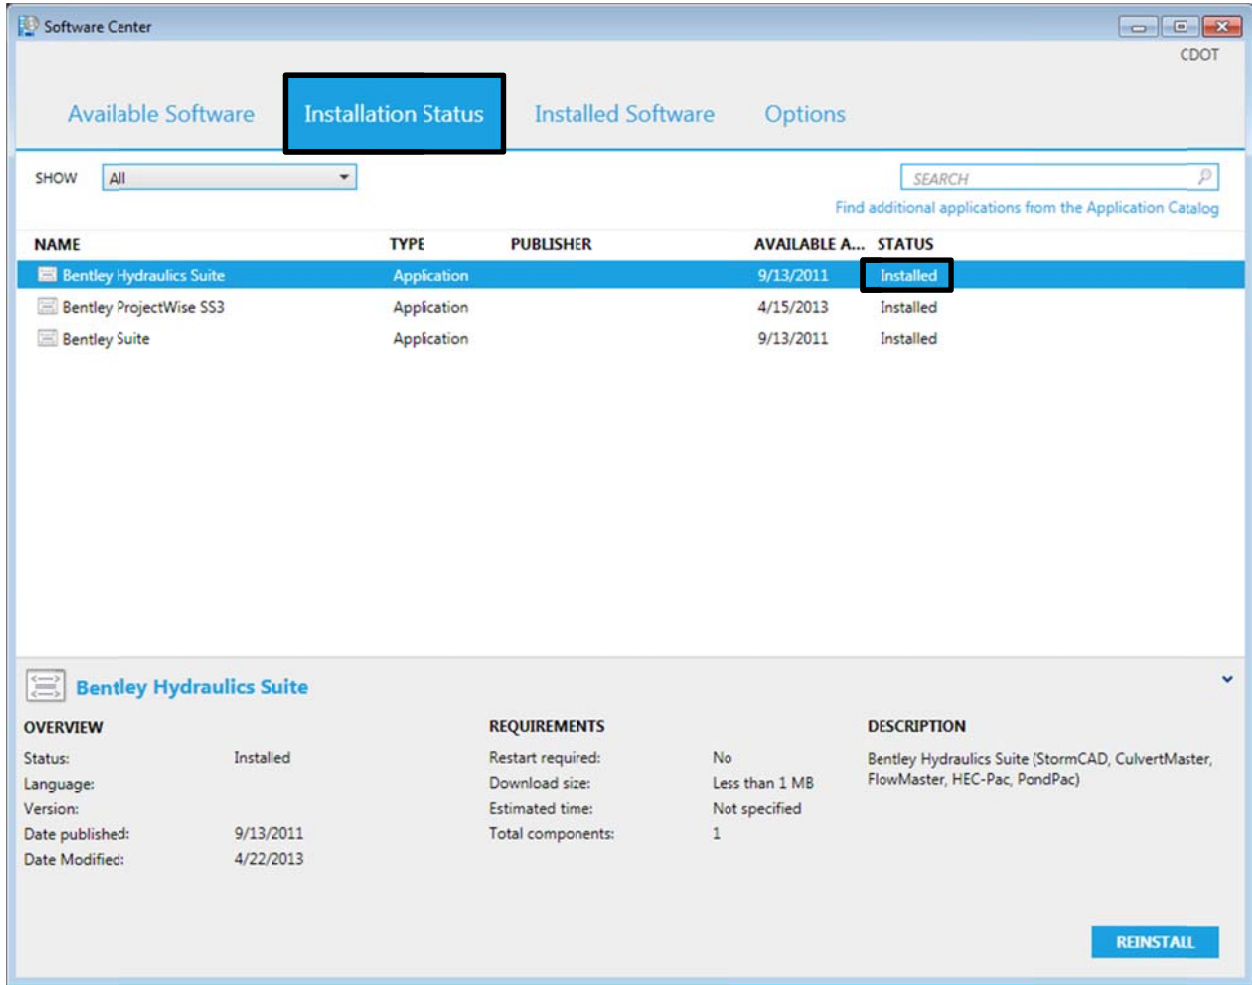 Software Center
CDOT
Available Software Installation Status Installed Software Options
SHOW All SEARCH
Find additional applications from the Application Catalog
NAME TYPE PUBLISHER AVAILABLE A... STATUS
Bentley Hydraulics Suite Application 9/13/2011 Installed
Bentley ProjectWise SS3 Application 4/15/2013 Installed
Bentley Suite Application 9/13/2011 Installed
Bentley Hydraulics Suite
OVERVIEW REQUIREMENTS DESCRIPTION
Status: Installed Restart required: No Bentley Hydraulics Suite (StormCAD, CulvertMaster,
Language: Download size: Less than 1 MB FlowMaster, HEC-Pac, PondPac)
Version: Estimated time: Not specified
Date published: 9/13/2011 Total components: 1
Date Modified: 4/22/2013
REINSTALL